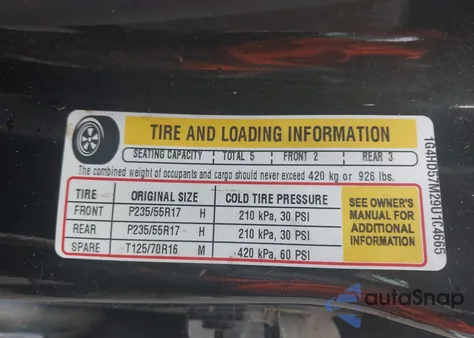 TIRE AND LOADING INFORMATION
SEATING CAPACITY TOTAL 5 FRONT 2 REAR 3
The combined weight of occupants and cargo should never exceed 420 kg or 926 lbs.
TIRE ORIGINAL SIZE COLD TIRE PRESSURE
FRONT P235/55R17 H 210 kPa, 30 PSI
REAR P235/55R17 H 210 kPa, 30 PSI
SPARE T125/70R16 M 420 kPa, 60 PSI
SEE OWNER'S
MANUAL FOR
ADDITIONAL
INFORMATION
1G4HD57M29U1C4665
autoSnap